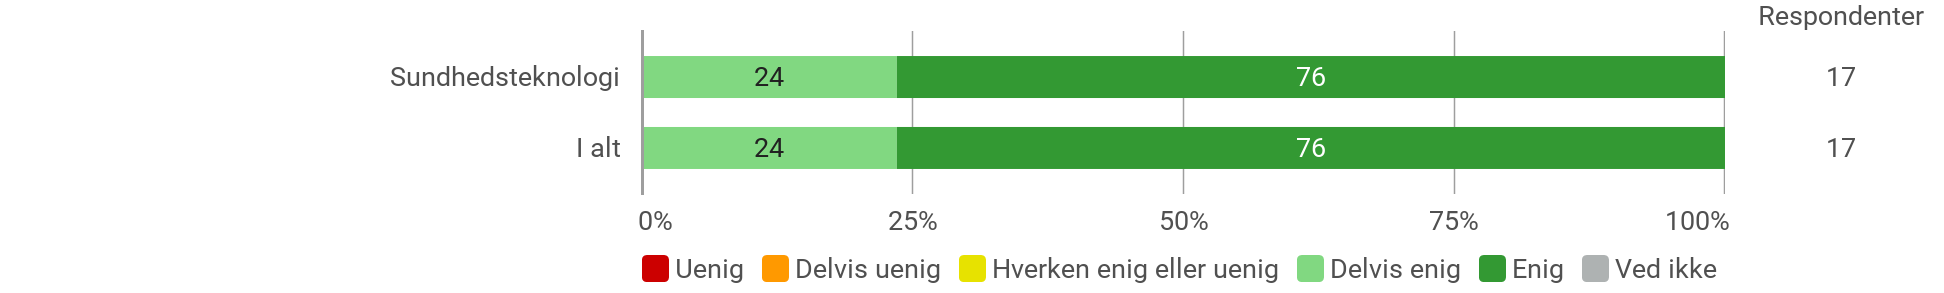 Respondenter
Sundhedsteknologi 24 76 17
I alt 24 76 17
0% 25% 50% 75% 100%
Uenig Delvis uenig Hverken enig eller uenig Delvis enig Enig Ved ikke